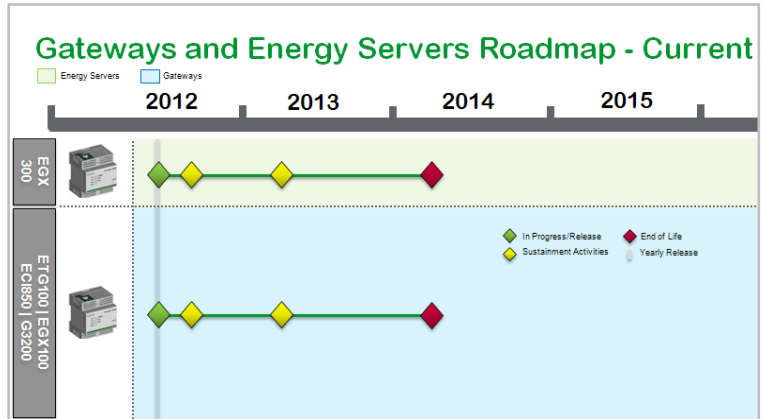 Gateways and Energy Servers Roadmap - Current
Energy Servers
Gateways
2012
2013
2014
2015
EGX
300
In Progress/Release
End of Life
Sustainment Activities
Yearly Release
ETG100 | EGX100
ECI850 | G3200